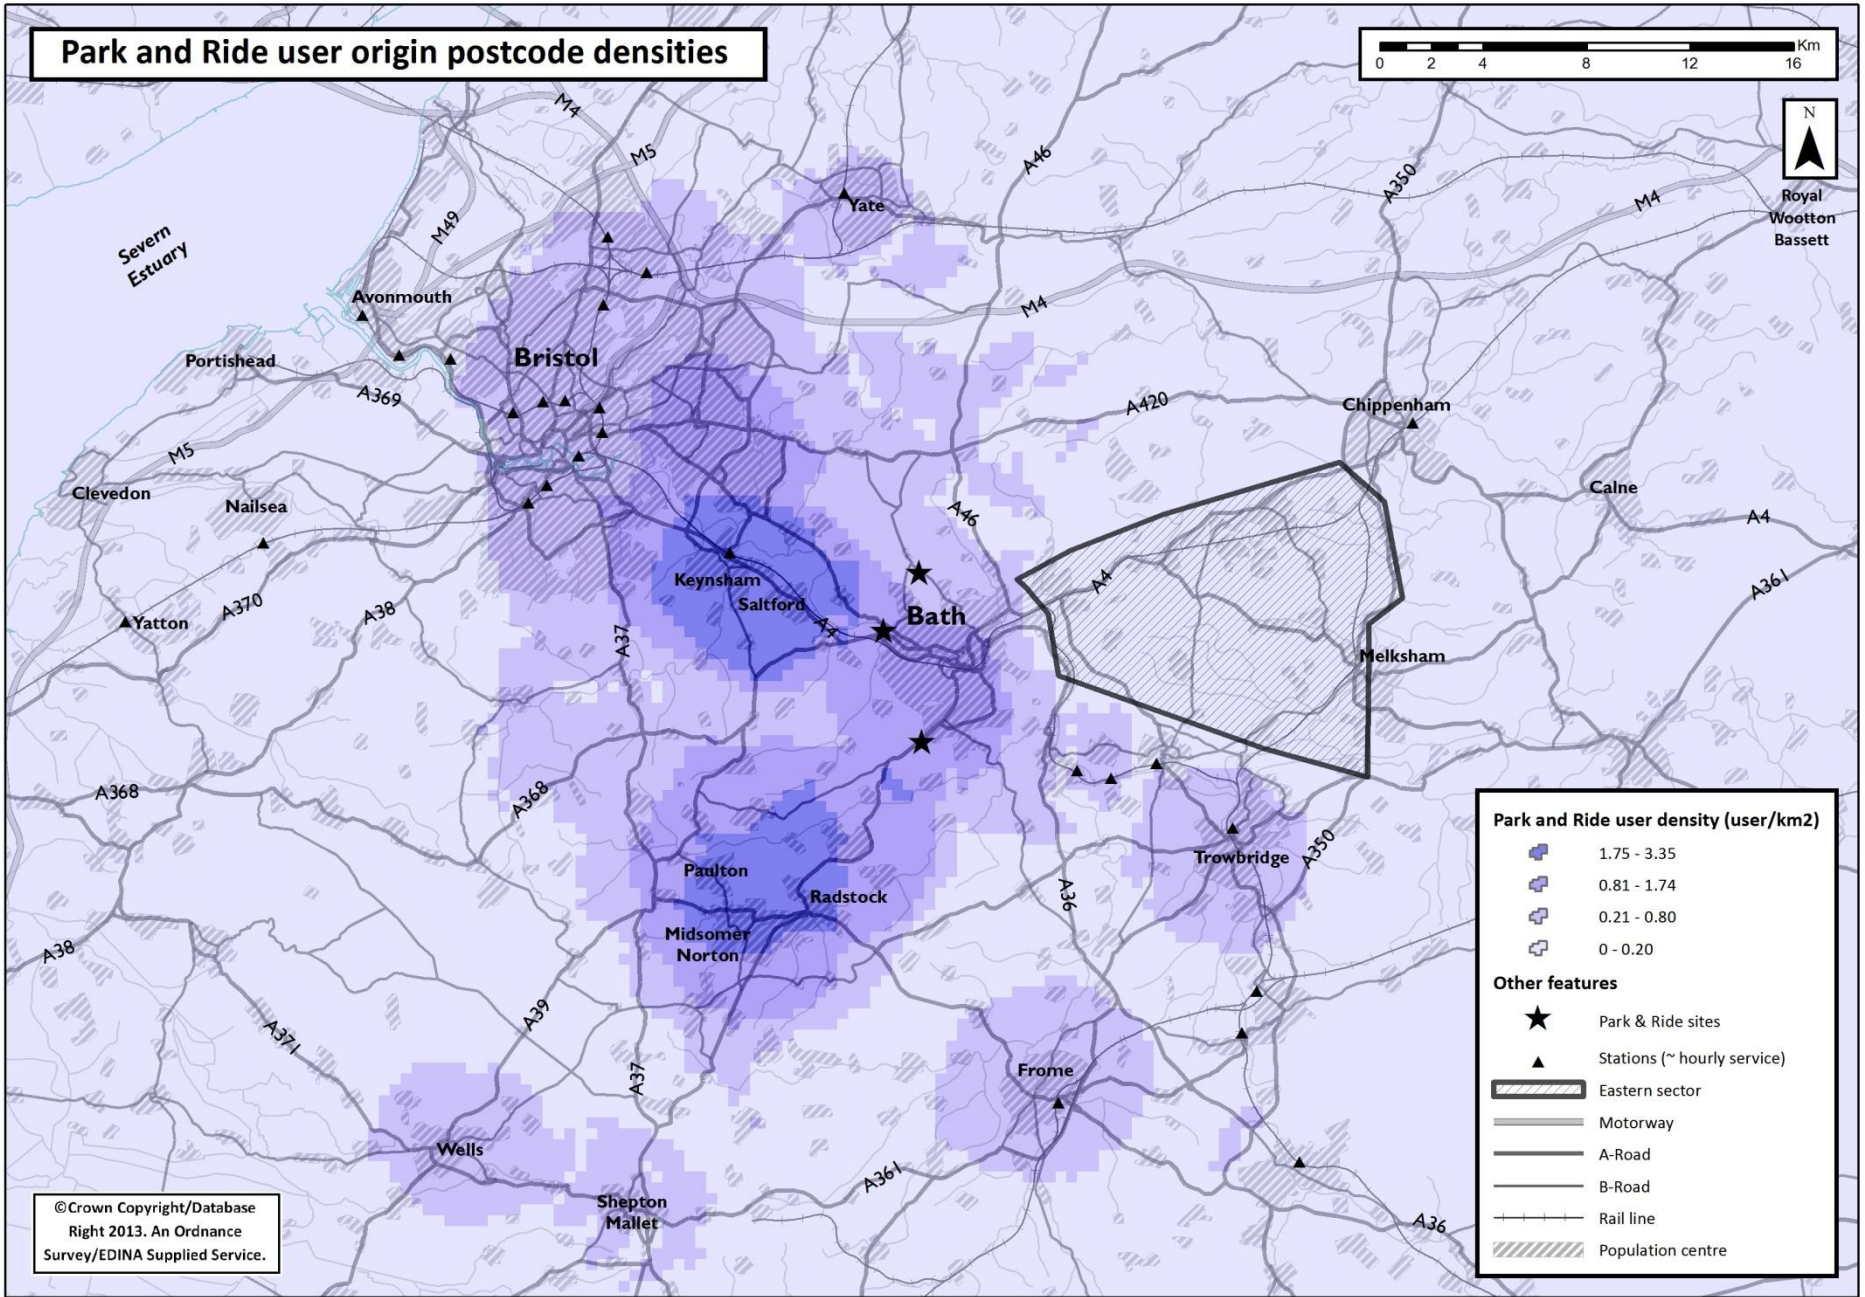 Park and Ride user origin postcode densities
Km
0 2 4 8 12 16
N
M4
M5
A46
A350
M4
Royal
Wootton
Bassett
Yate
M49
Severn
Estuary
Avonmouth
M4
Portishead
Bristol
A369
A420
Chippenham
M5
Clevedon
Nailsea
A46
Calne
A4
Keynsham
Saltford
A4
A4
Bath
A361
A370
A38
Yatton
A37
Melksham
A368
A368
Paulton
Radstock
Midsomer
Norton
A36
Trowbridge
A350
A38
A371
A39
A37
Frome
Wells
Shepton
Mallet
A361
A36
Park and Ride user density (user/km2)
1.75 - 3.35
0.81 - 1.74
0.21 - 0.80
0 - 0.20
Other features
Park & Ride sites
Stations (~ hourly service)
Eastern sector
Motorway
A-Road
B-Road
Rail line
Population centre
©Crown Copyright/Database
Right 2013. An Ordnance
Survey/EDINA Supplied Service.